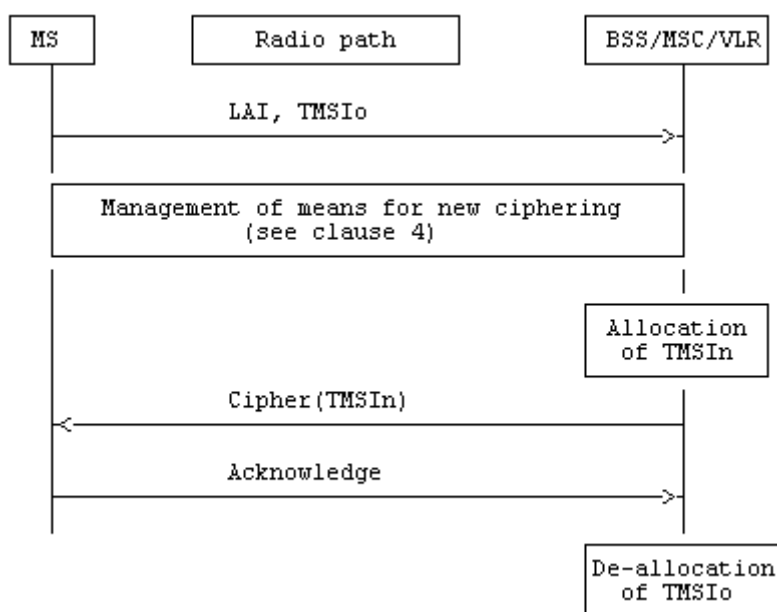 MS
Radio path
BSS/MSC/VLR
LAI, TMSIo
Management of means for new ciphering
(see clause 4)
Allocation
of TMSIn
Cipher(TMSIn)
Acknowledge
De-allocation
of TMSIo